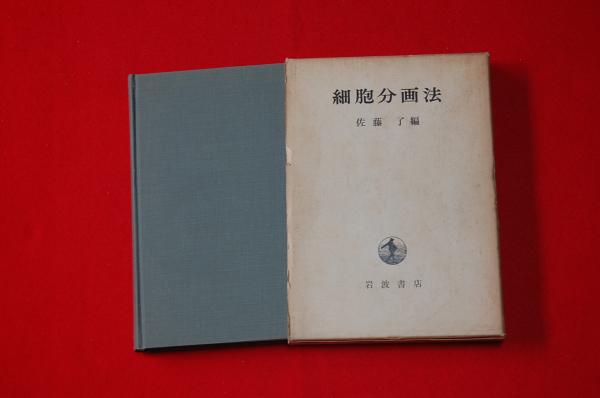 細胞分画法
佐藤 了編
岩波書店